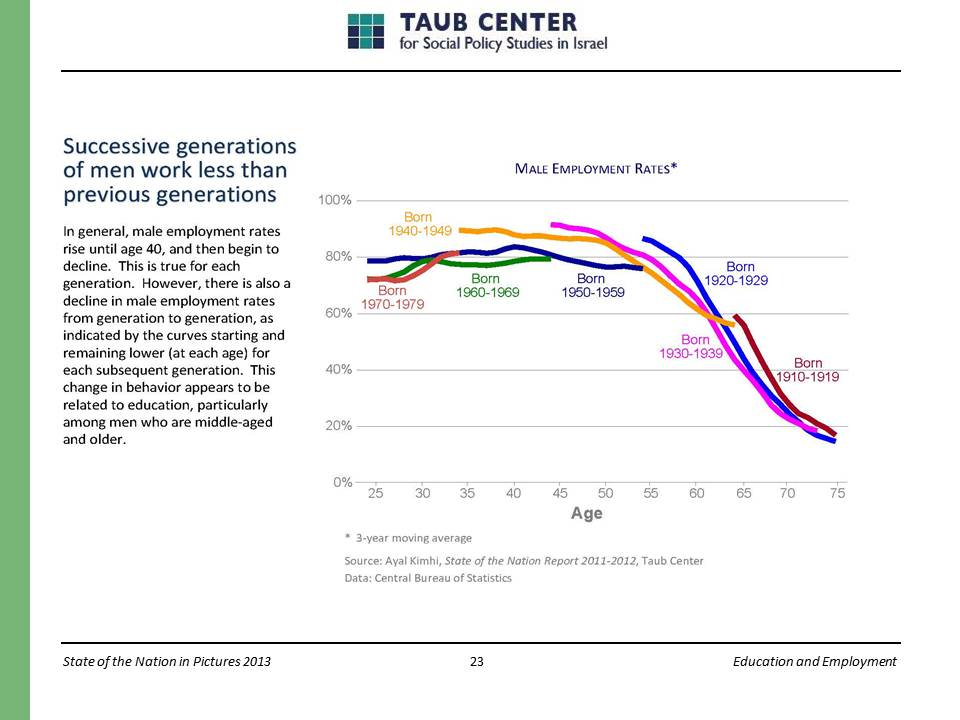 TAUB CENTER
for Social Policy Studies in Israel
Successive generations
of men work less than
previous generations
In general, male employment rates
rise until age 40, and then begin to
decline. This is true for each
generation. However, there is also a
decline in male employment rates
from generation to generation, as
indicated by the curves starting and
remaining lower (at each age) for
each subsequent generation. This
change in behavior appears to be
related to education, particularly
among men who are middle-aged
and older.
MALE EMPLOYMENT RATES*
100%
80%
60%
40%
20%
0%
Born
1940-1949
Born
1970-1979
Born
1960-1969
Born
1950-1959
Born
1920-1929
Born
1930-1939
Born
1910-1919
25 30 35 40 45 50 55 60 65 70 75
Age
* 3-year moving average
Source: Ayal Kimhi, State of the Nation Report 2011-2012, Taub Center
Data: Central Bureau of Statistics
State of the Nation in Pictures 2013 23 Education and Employment